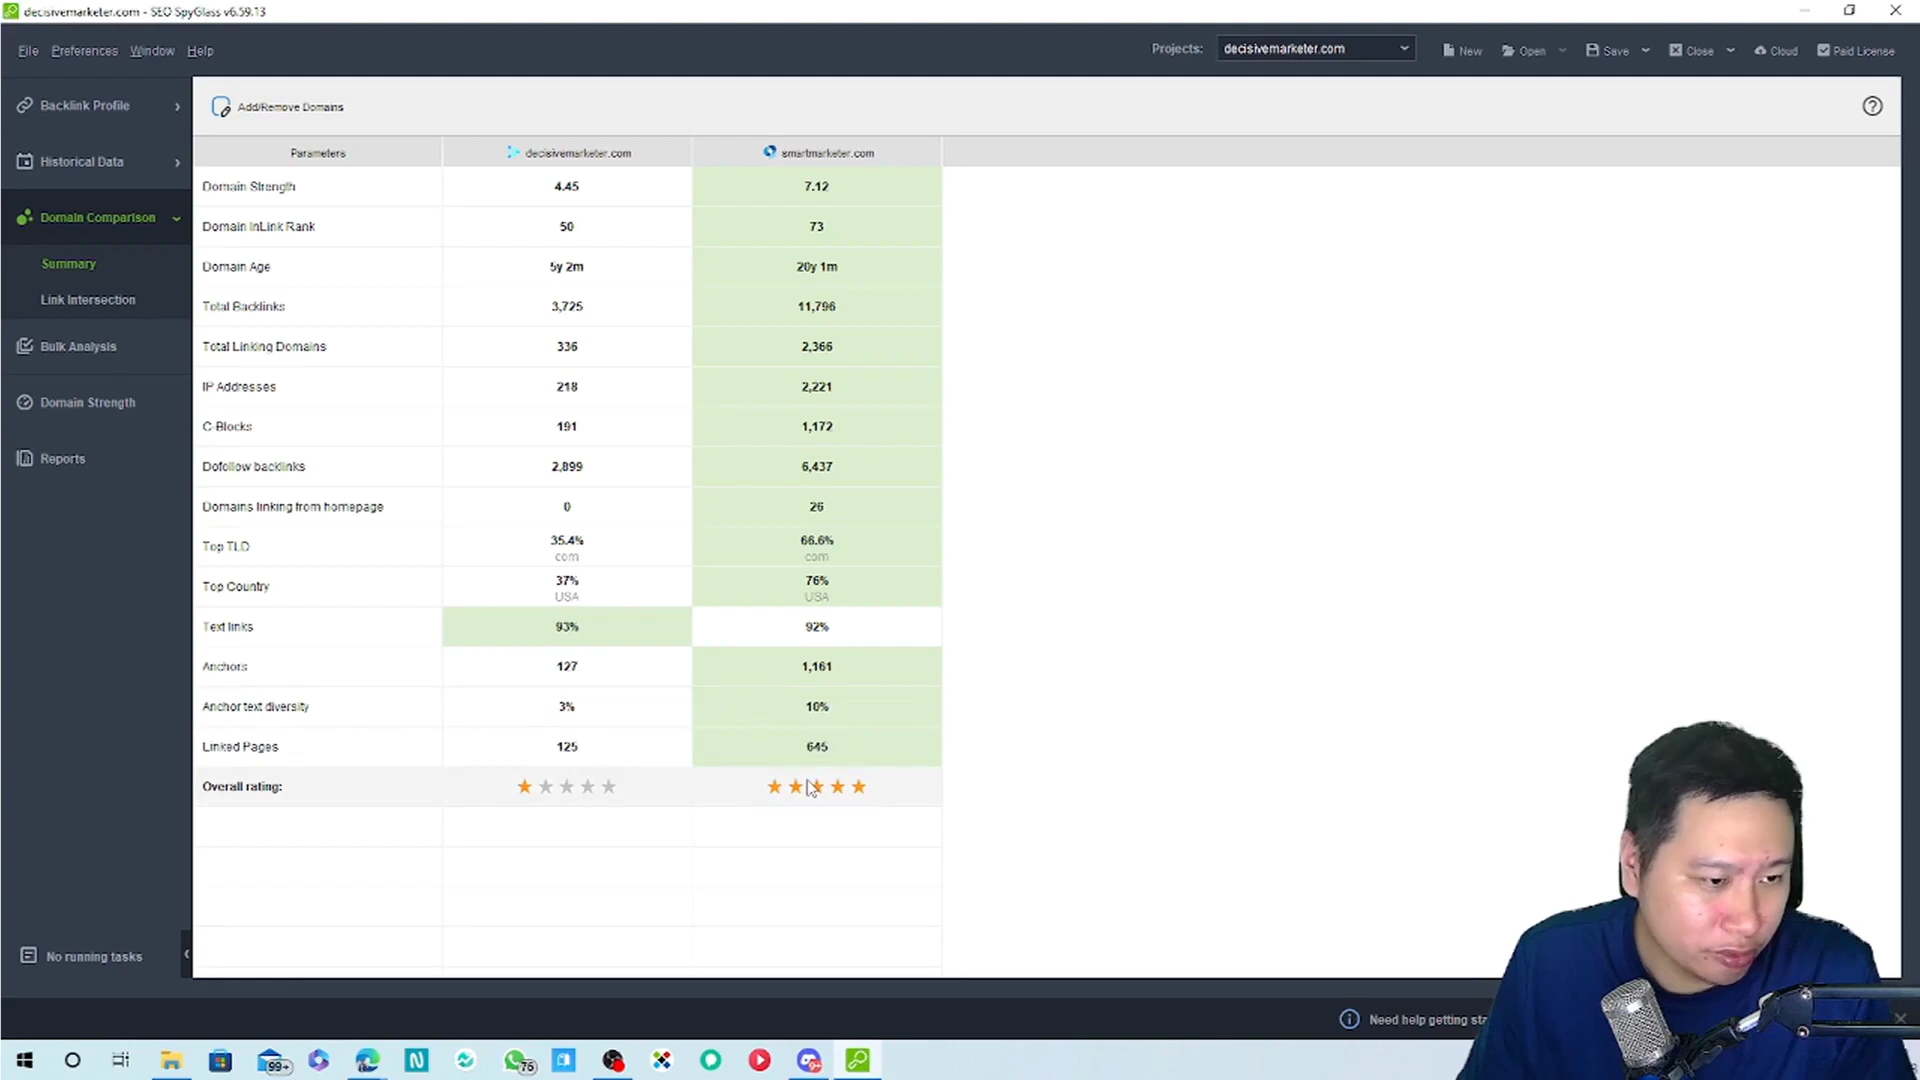 decisivemarketer.com - SEO SpyGlass v6.59.13
File Preferences Window Help
Projects: decisivemarketer.com New Open Save Close Cloud Paid License
Backlink Profile
Historical Data
Domain Comparison
Summary
Link Intersection
Bulk Analysis
Domain Strength
Reports
No running tasks
Add/Remove Domains
Parameters decisivemarketer.com smartmarketer.com
Domain Strength 4.45 7.12
Domain InLink Rank 50 73
Domain Age 5y 2m 20y 1m
Total Backlinks 3,725 11,796
Total Linking Domains 336 2,366
IP Addresses 218 2,221
C-Blocks 191 1,172
Dofollow backlinks 2,899 6,437
Domains linking from homepage 0 26
Top TLD 35.4% 66.6%
com com
Top Country 37% 76%
USA USA
Text links 93% 92%
Anchors 127 1,161
Anchor text diversity 3% 10%
Linked Pages 125 645
Overall rating:
Need help getting sta
99+ 76